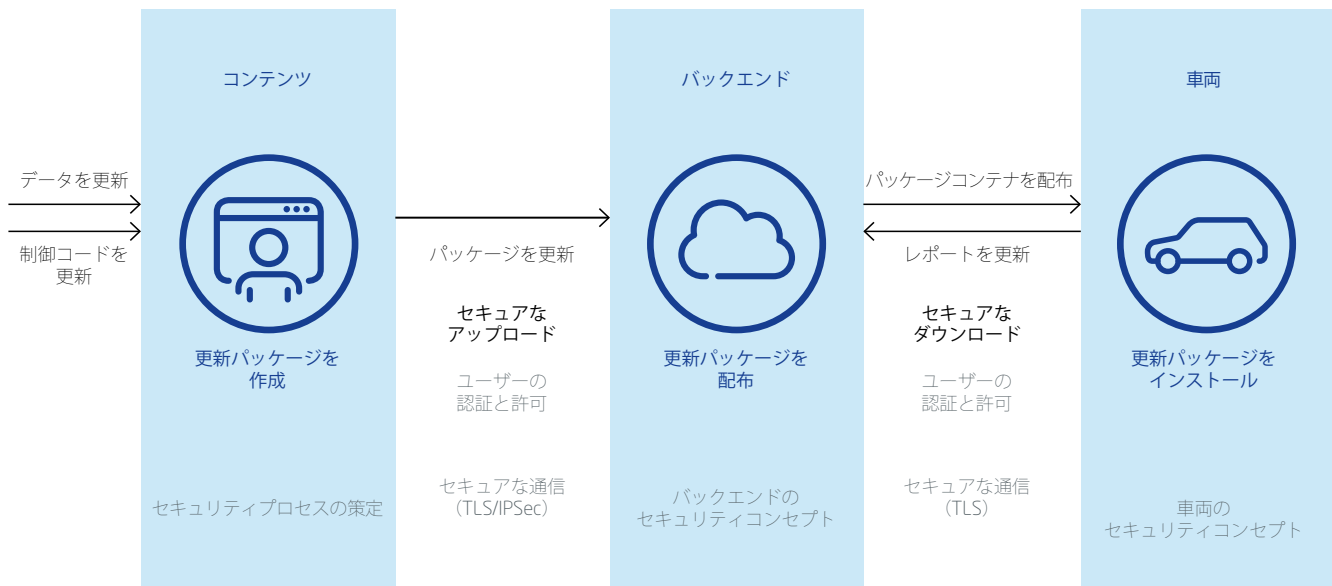 データを更新
制御コードを
更新
コンテンツ
更新パッケージを
作成
セキュリティプロセスの策定
パッケージを更新
セキュアな
アップロード
ユーザーの
認証と許可
セキュアな通信
(TLS/IPSec)
バックエンド
更新パッケージを
配布
バックエンドの
セキュリティコンセプト
パッケージコンテナを配布
レポートを更新
セキュアな
ダウンロード
ユーザーの
認証と許可
セキュアな通信
(TLS)
車両
更新パッケージを
インストール
車両の
セキュリティコンセプト